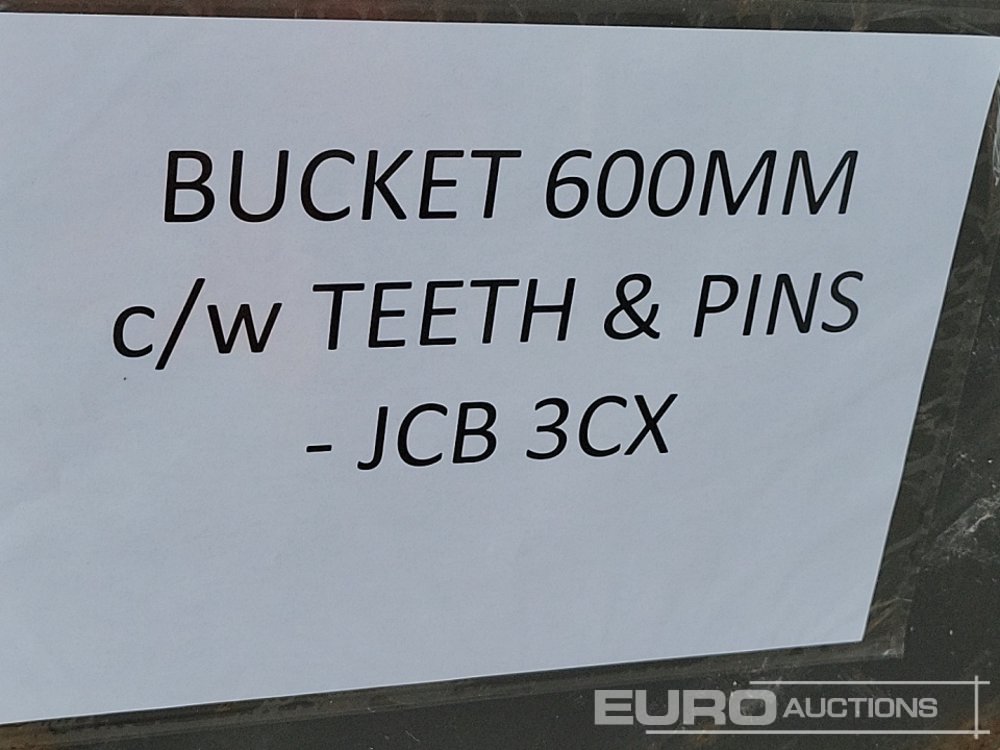 BUCKET 600MM
c/w TEETH & PINS
- JCB 3CX
EURO AUCTIONS